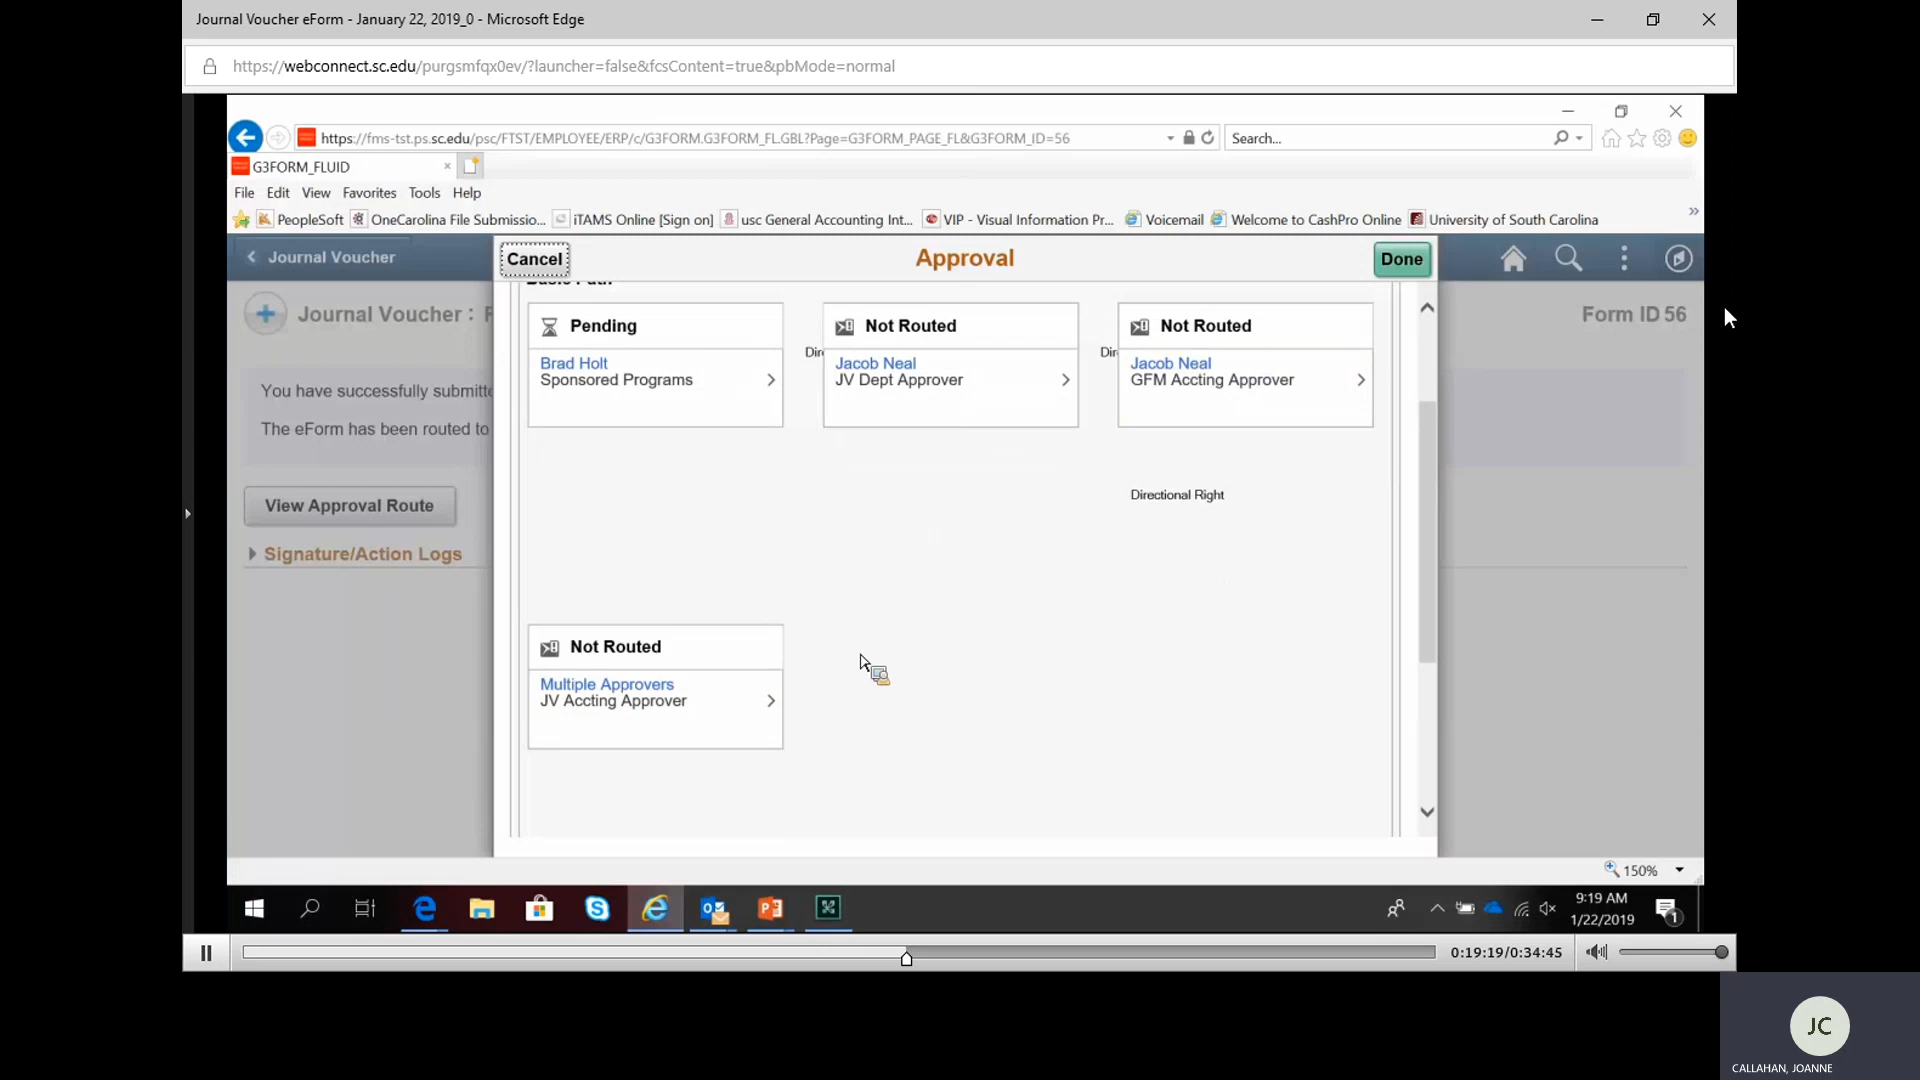 Journal Voucher eForm - January 22, 2019_0 - Microsoft Edge
https://webconnect.sc.edu/purgsmfqx0ev/?launcher=false&fcsContent=true&pbMode=normal
https://fms-tst.ps.sc.edu/psc/FTST/EMPLOYEE/ERP/c/G3FORM.G3FORM_FL.GBL?Page=G3FORM_PAGE_FL&G3FORM_ID=56
Search...
G3FORM_FLUID
File Edit View Favorites Tools Help
PeopleSoft OneCarolina File Submissio... iTAMS Online [Sign on] usc General Accounting Int... VIP - Visual Information Pr... Voicemail Welcome to CashPro Online University of South Carolina
Journal Voucher
Cancel
Approval
Done
Journal Voucher :
Form ID 56
You have successfully submitte
The eForm has been routed to
View Approval Route
Signature/Action Logs
Basic Path
Pending
Brad Holt
Sponsored Programs
Dir
Not Routed
Jacob Neal
JV Dept Approver
Dir
Not Routed
Jacob Neal
GFM Accting Approver
Directional Right
Not Routed
Multiple Approvers
JV Accting Approver
150%
9:19 AM
1/22/2019
1
0:19:19/0:34:45
JC
CALLAHAN, JOANNE